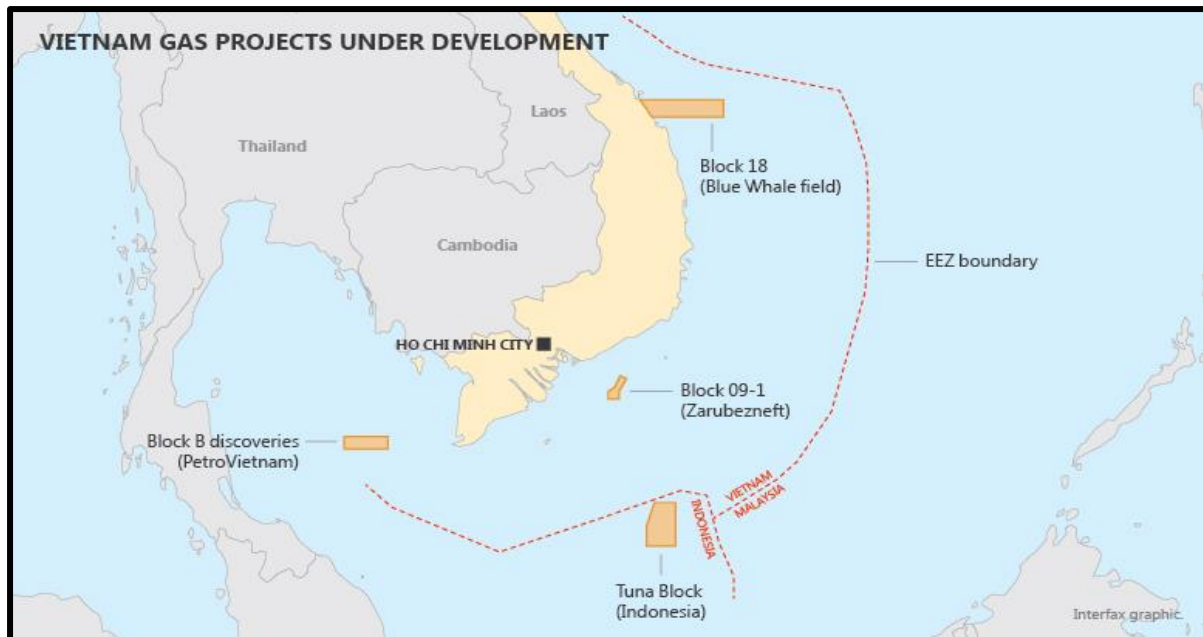 VIETNAM GAS PROJECTS UNDER DEVELOPMENT
Laos
Thailand
Block 18
(Blue Whale field)
Cambodia
EEZ boundary
HO CHI MINH CITY
Block 09-1
(Zarubezneft)
Block B discoveries
(PetroVietnam)
VIETNAM
MALAYSIA
INDONESIA
Tuna Block
(Indonesia)
Interfax graphic.